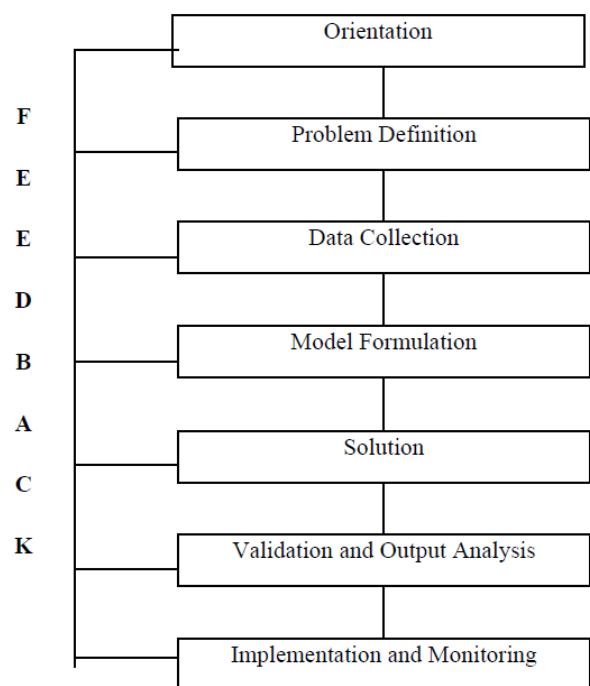 Orientation
F
Problem Definition
E
E
Data Collection
D
Model Formulation
B
A
Solution
C
K
Validation and Output Analysis
Implementation and Monitoring